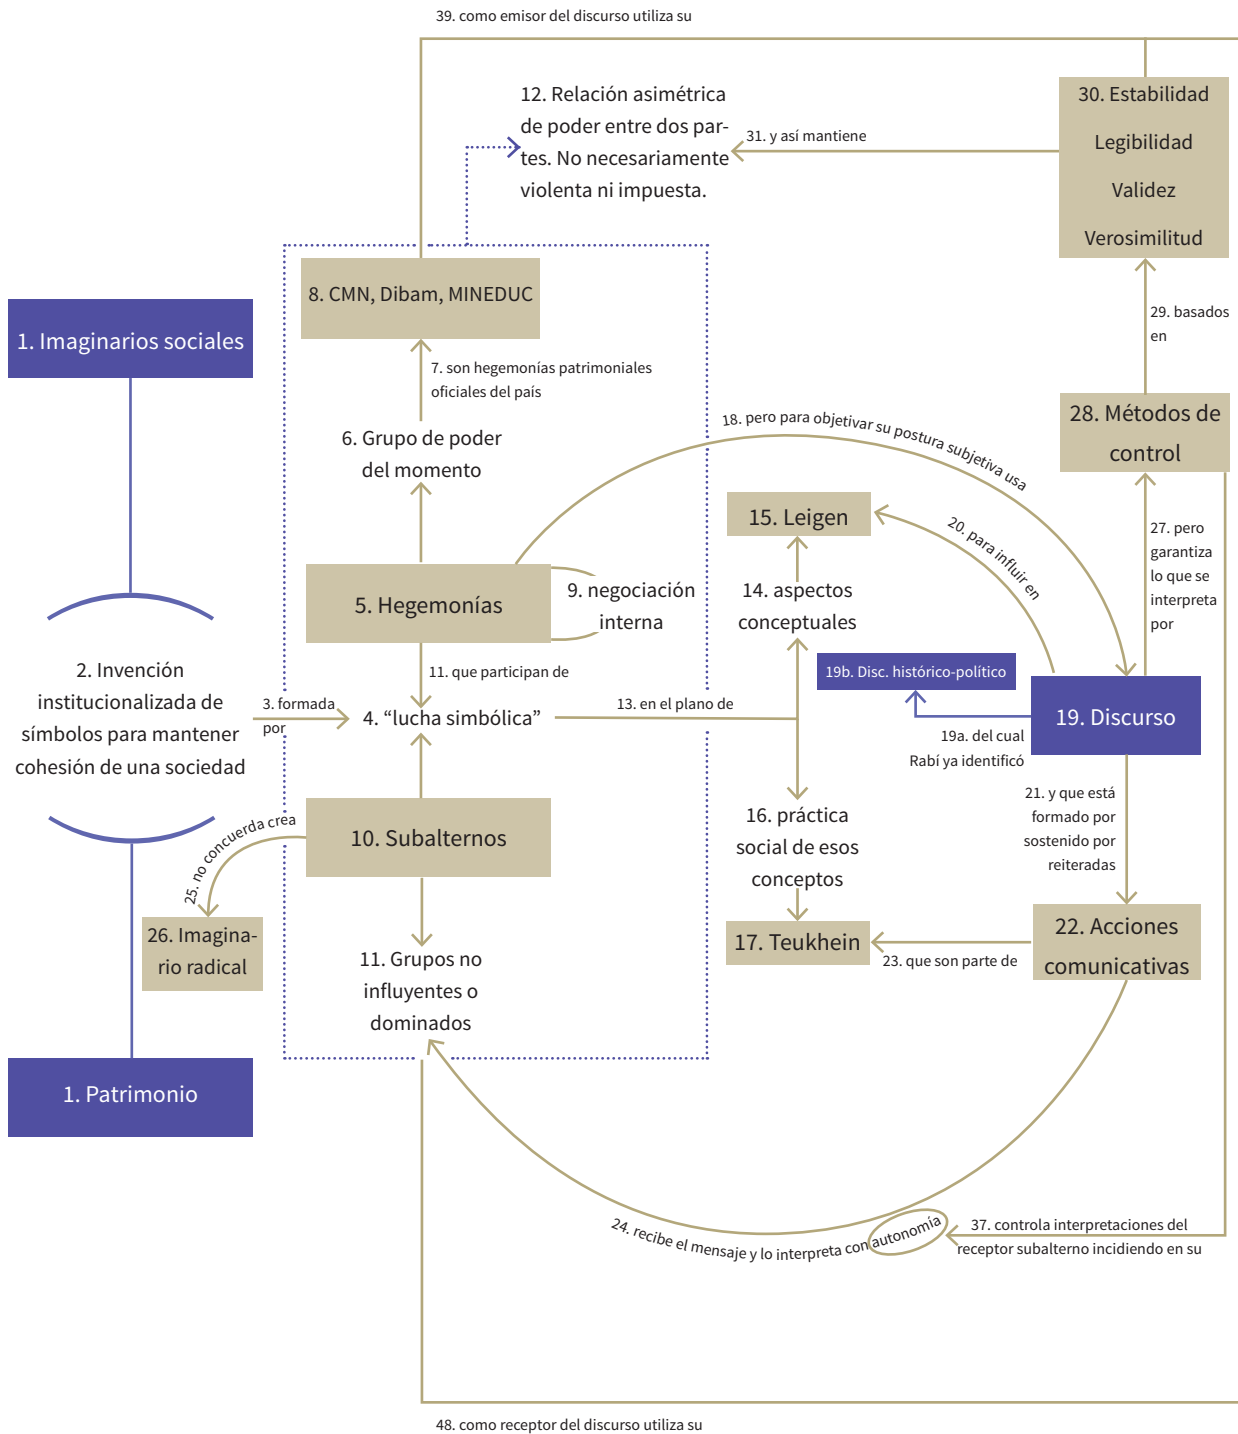 39. como emisor del discurso utiliza su
12. Relación asimétrica
de poder entre dos par-
tes. No necesariamente
violenta ni impuesta.
31. y así mantiene
30. Estabilidad
Legibilidad
Validez
Verosimilitud
8. CMN, Dibam, MINEDUC
1. Imaginarios sociales
29. basados
en
7. son hegemonías patrimoniales
oficiales del país
18. pero para objetivar su postura subjetiva usa
28. Métodos de
control
6. Grupo de poder
del momento
15. Leigen
20. para influir en
27. pero
garantiza
lo que se
interpreta
por
5. Hegemonías
9. negociación
interna
14. aspectos
conceptuales
2. Invención
institucionalizada de
símbolos para mantener
cohesión de una sociedad
11. que participan de
19b. Disc. histórico-político
3. formada
por
4. “lucha simbólica”
13. en el plano de
19. Discurso
19a. del cual
Rabí ya identificó
21. y que está
formado por
sostenido por
reiteradas
16. práctica
social de esos
conceptos
10. Subalternos
25. no concuerda crea
26. Imagina-
rio radical
17. Teukhein
23. que son parte de
22. Acciones
comunicativas
11. Grupos no
influyentes o
dominados
1. Patrimonio
24. recibe el mensaje y lo interpreta con autonomía
37. controla interpretaciones del
receptor subalterno incidiendo en su
48. como receptor del discurso utiliza su